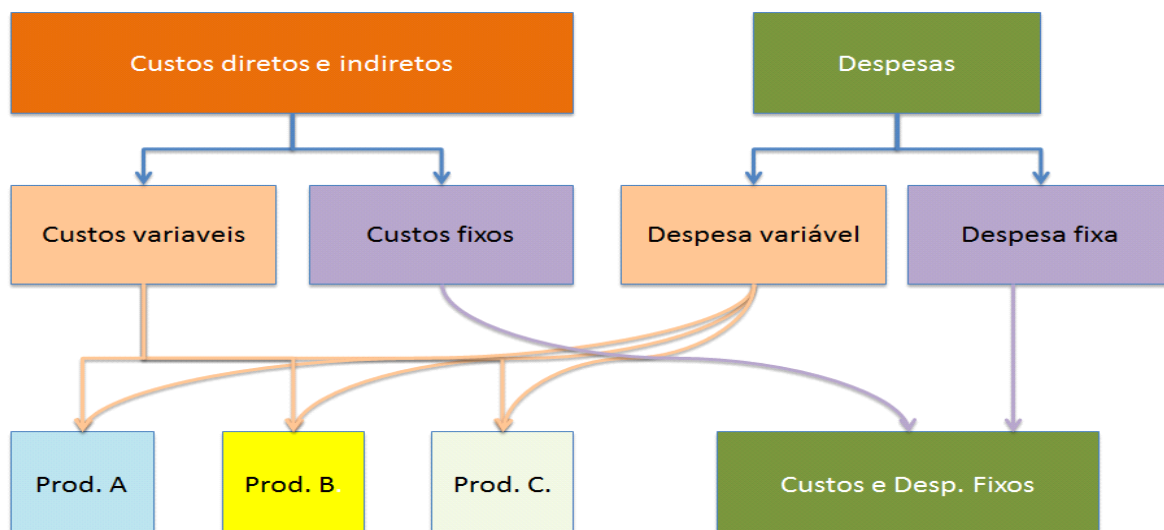 Custos diretos e indiretos
Despesas
Custos variaveis
Custos fixos
Despesa variável
Despesa fixa
Prod. A
Prod. B.
Prod. C.
Custos e Desp. Fixos